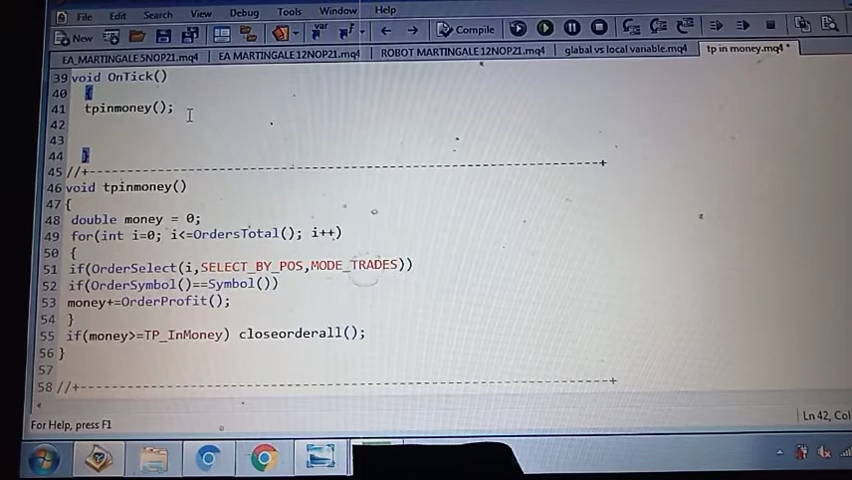 File Edit Search View Debug Tools Window Help
New Compile
EA_MARTINGALE 5NOP21.mq4 EA MARTINGALE 12NOP21.mq4 ROBOT MARTINGALE 12NOP21.mq4 glabal vs local variable.mq4 tp in money.mq4 *
39 void OnTick()
40 {
41 tpinmoney();
42
43
44 }
45 //+------------------------------------------------------------------+
46 void tpinmoney()
47 {
48 double money = 0;
49 for(int i=0; i<=OrdersTotal(); i++)
50 {
51 if(OrderSelect(i,SELECT_BY_POS,MODE_TRADES))
52 if(OrderSymbol()==Symbol())
53 money+=OrderProfit();
54 }
55 if(money>=TP_InMoney) closeorderall();
56 }
57
58 //+------------------------------------------------------------------+
For Help, press F1 Ln 42, Col